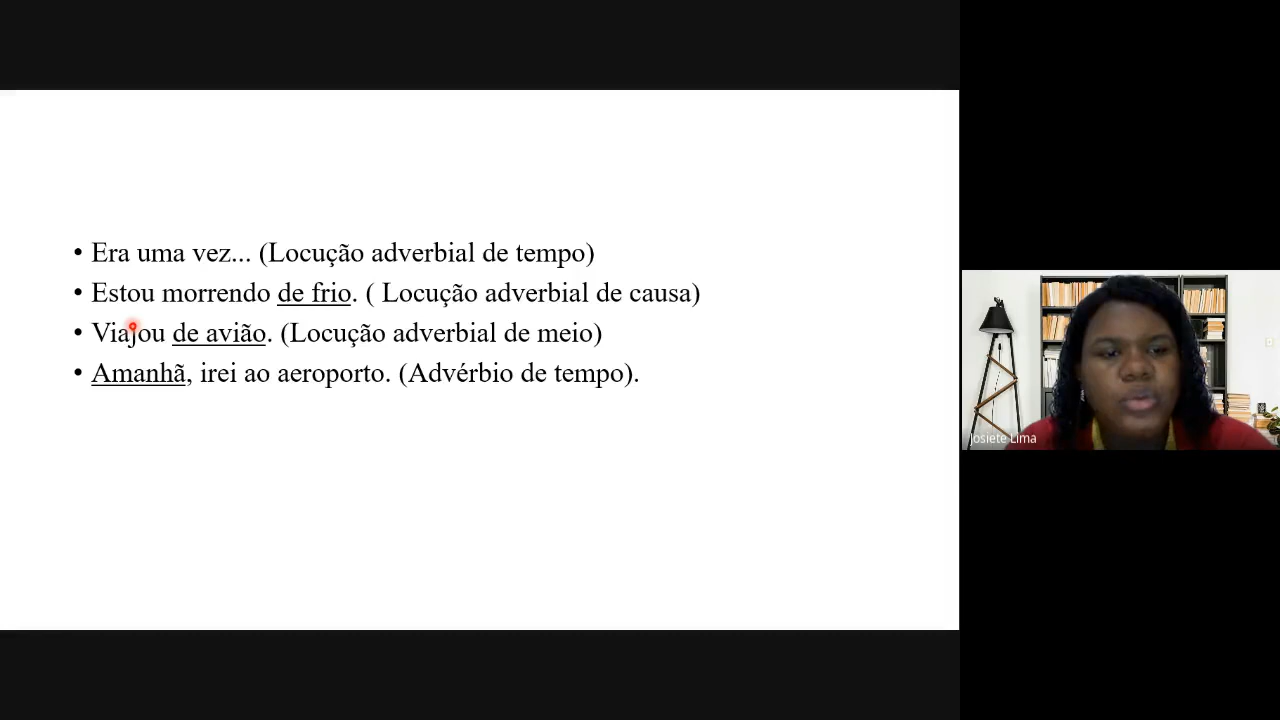 • Era uma vez... (Locução adverbial de tempo)
• Estou morrendo de frio. ( Locução adverbial de causa)
• Viajou de avião. (Locução adverbial de meio)
• Amanhã, irei ao aeroporto. (Advérbio de tempo).
Josiete Lima